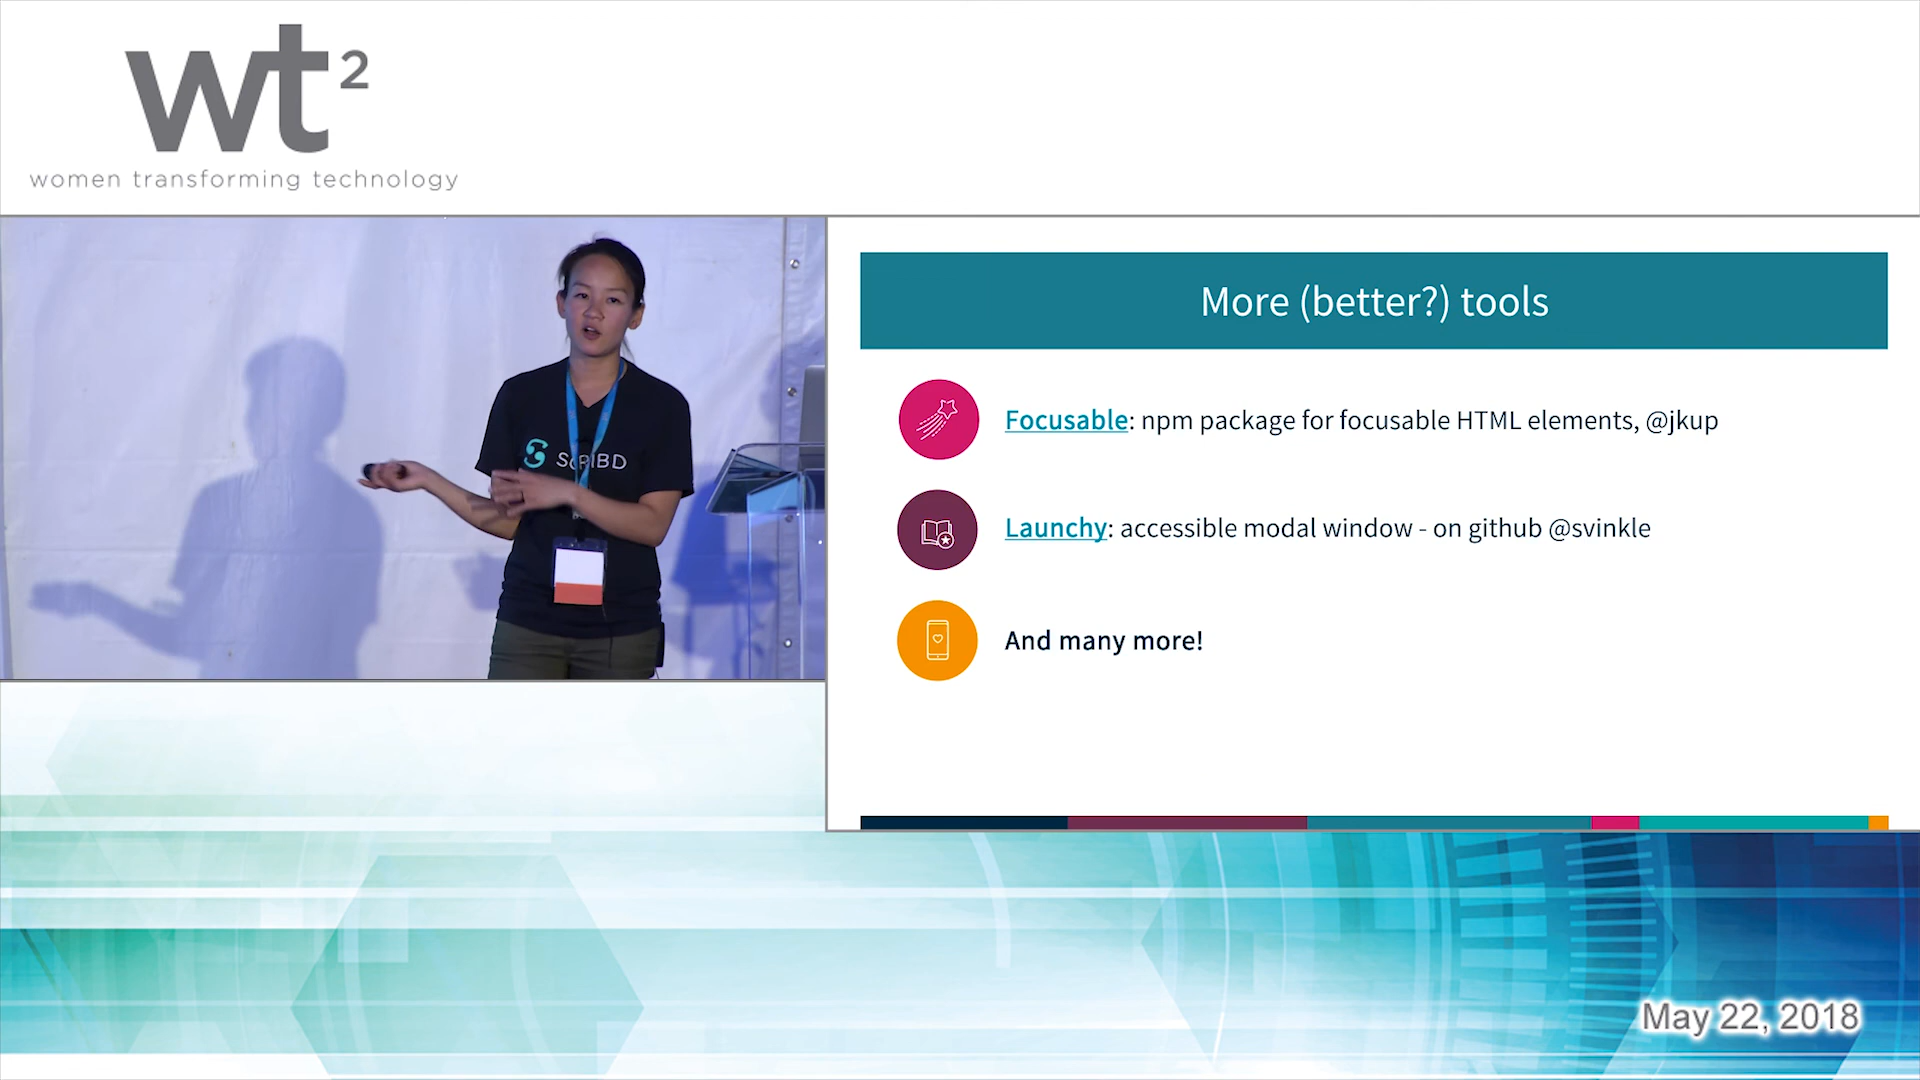 wt2
women transforming technology
SCRIBD
More (better?) tools
Focusable: npm package for focusable HTML elements, @jkup
Launchy: accessible modal window - on github @svinkle
And many more!
May 22, 2018